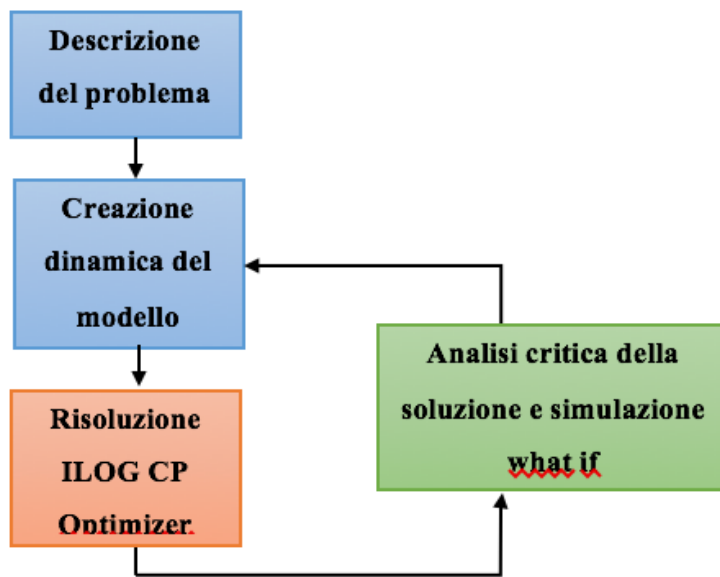 Descrizione
del problema
Creazione
dinamica del
modello
Risoluzione
ILOG CP
Optimizer
Analisi critica della
soluzione e simulazione
what if